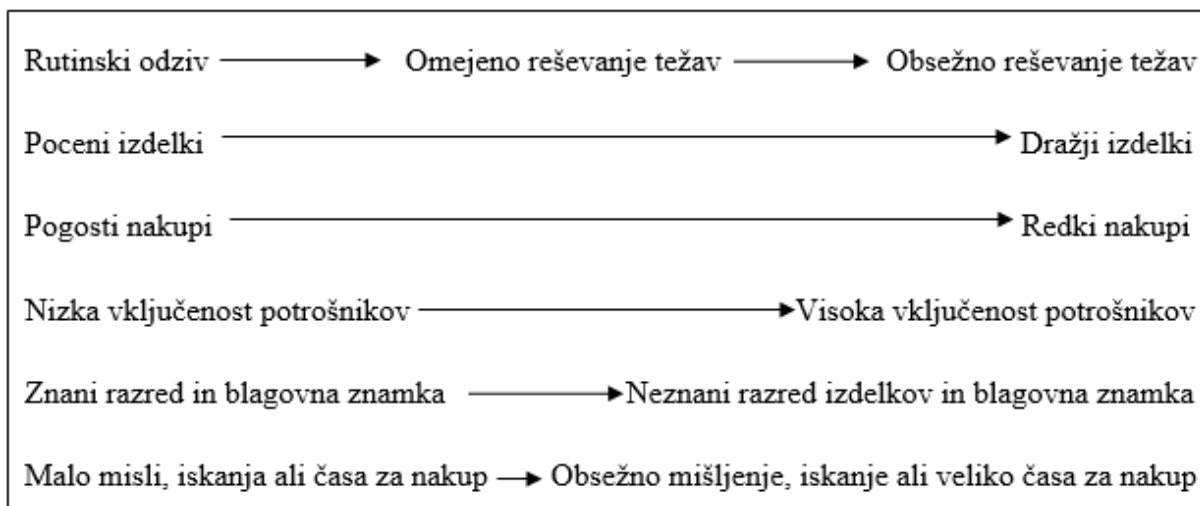 Rutinski odziv Omejeno reševanje težav Obsežno reševanje težav
Poceni izdelki Dražji izdelki
Pogosti nakupi Redki nakupi
Nizka vključenost potrošnikov Visoka vključenost potrošnikov
Znani razred in blagovna znamka Neznani razred izdelkov in blagovna znamka
Malo misli, iskanja ali časa za nakup Obsežno mišljenje, iskanje ali veliko časa za nakup